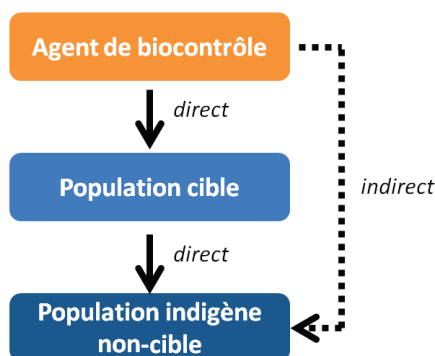 Agent de biocontrôle
direct
Population cible
indirect
direct
Population indigène
non-cible